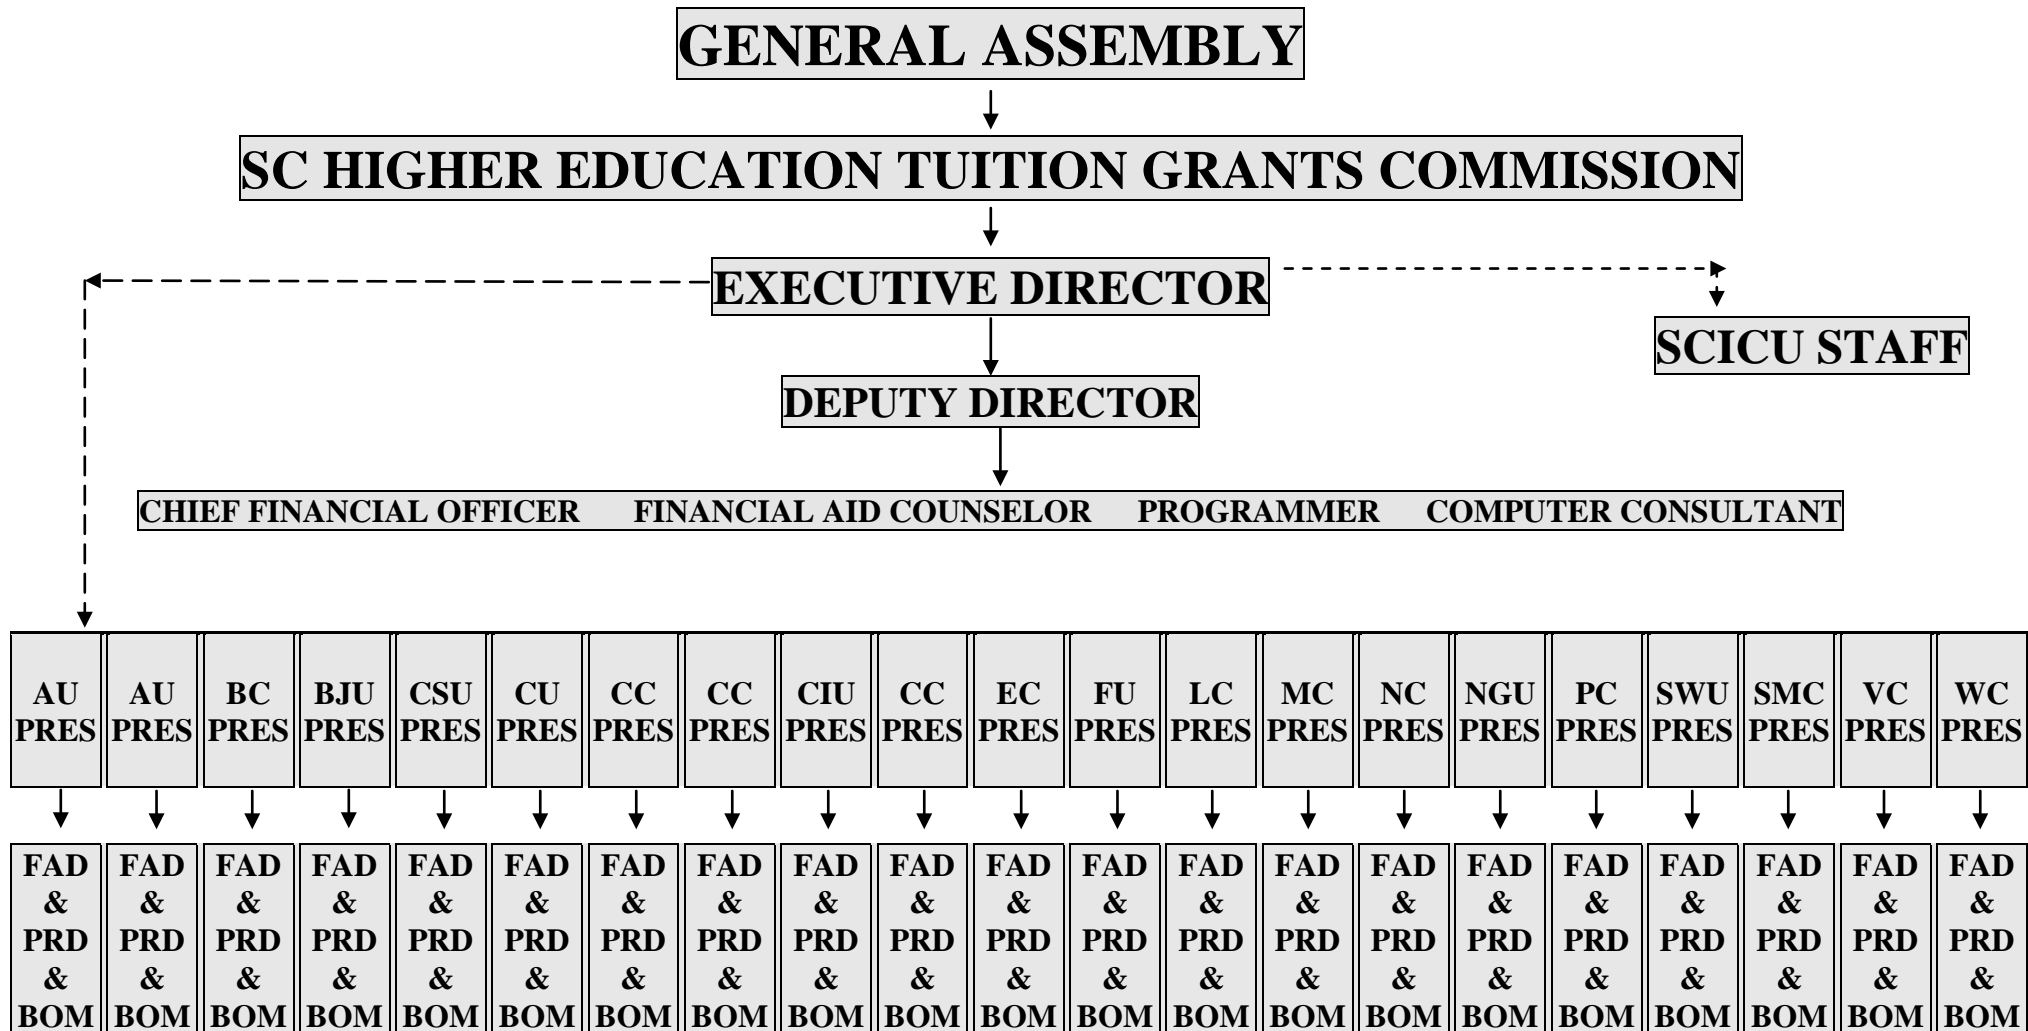 GENERAL ASSEMBLY
SC HIGHER EDUCATION TUITION GRANTS COMMISSION
EXECUTIVE DIRECTOR
SCICU STAFF
DEPUTY DIRECTOR
CHIEF FINANCIAL OFFICER FINANCIAL AID COUNSELOR PROGRAMMER COMPUTER CONSULTANT
AU AU BC BJU CSU CU CC CC CIU CC EC FU LC MC NC NGU PC SWU SMC VC WC
PRES PRES PRES PRES PRES PRES PRES PRES PRES PRES PRES PRES PRES PRES PRES PRES PRES PRES PRES PRES PRES
FAD FAD FAD FAD FAD FAD FAD FAD FAD FAD FAD FAD FAD FAD FAD FAD FAD FAD FAD FAD FAD
& & & & & & & & & & & & & & & & & & & & &
PRD PRD PRD PRD PRD PRD PRD PRD PRD PRD PRD PRD PRD PRD PRD PRD PRD PRD PRD PRD PRD
& & & & & & & & & & & & & & & & & & & & &
BOM BOM BOM BOM BOM BOM BOM BOM BOM BOM BOM BOM BOM BOM BOM BOM BOM BOM BOM BOM BOM